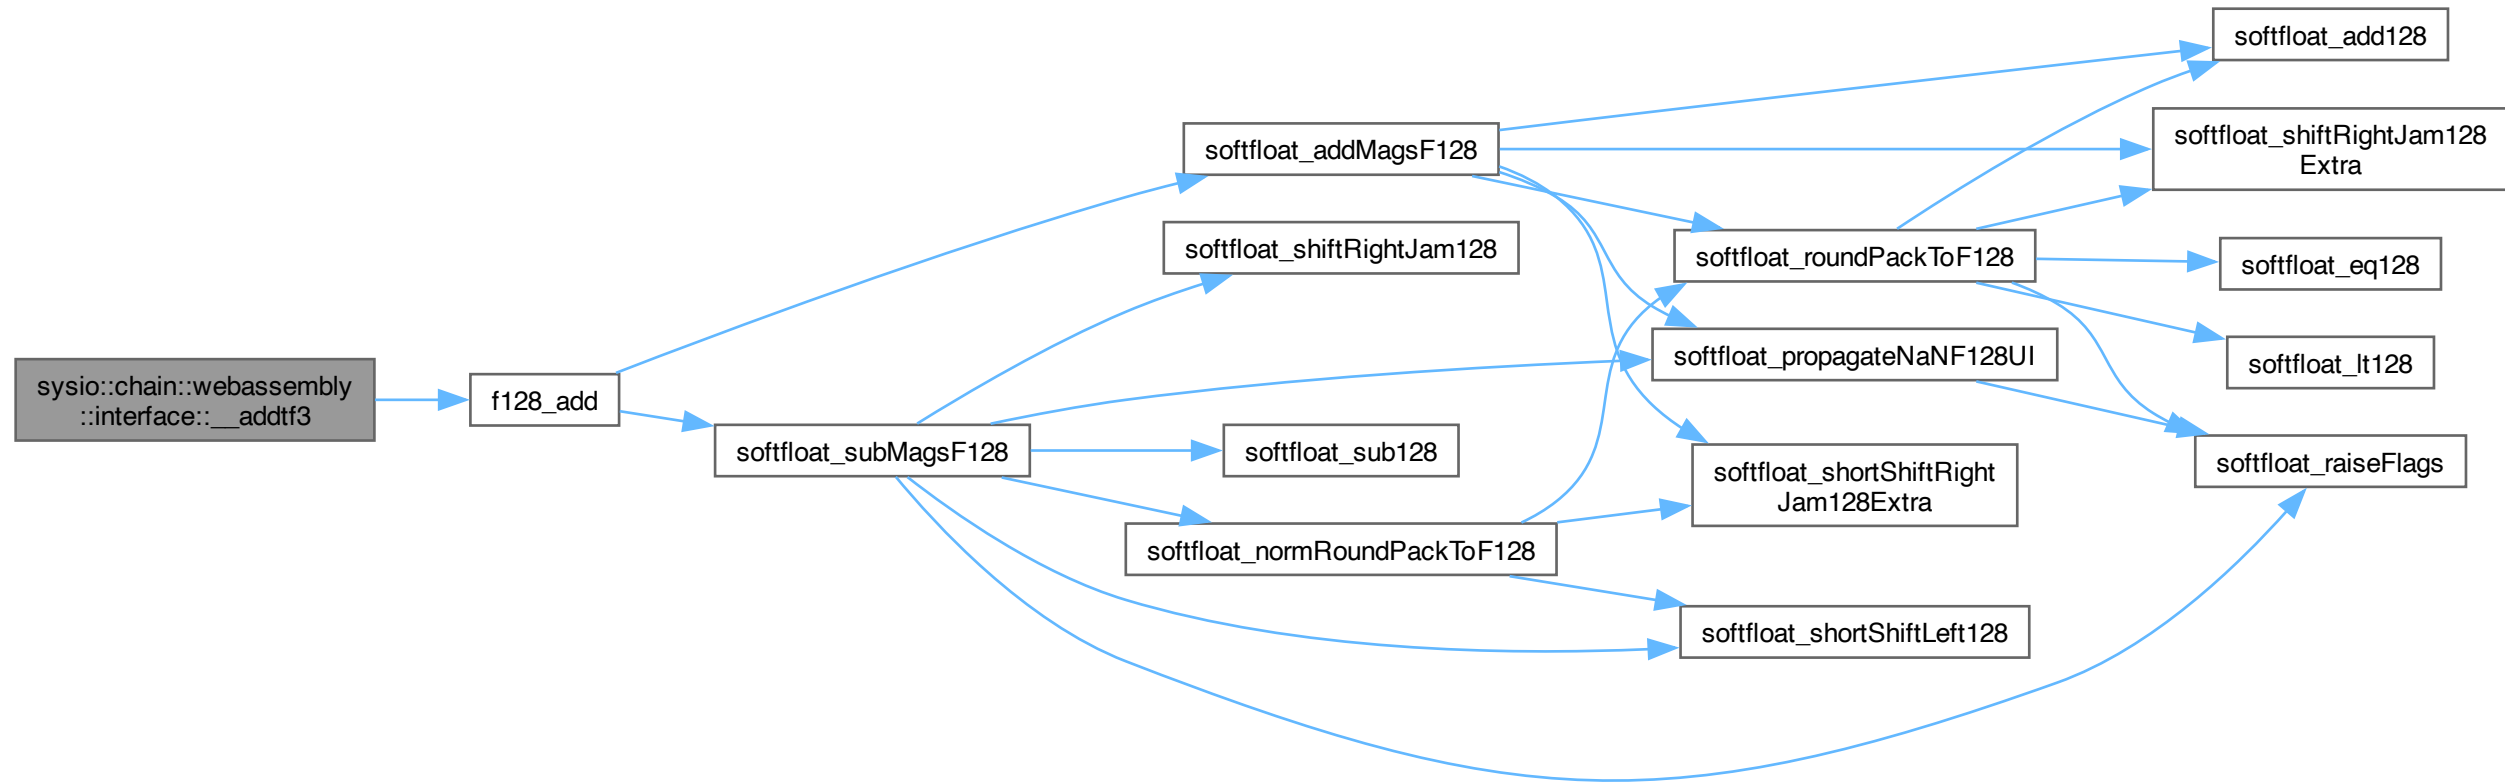 sysio::chain::webassembly
::interface::__addtf3
f128_add
softfloat_addMagsF128
softfloat_shiftRightJam128
softfloat_subMagsF128
softfloat_sub128
softfloat_normRoundPackToF128
softfloat_roundPackToF128
softfloat_propagateNaNF128UI
softfloat_shortShiftRight
Jam128Extra
softfloat_shortShiftLeft128
softfloat_add128
softfloat_shiftRightJam128
Extra
softfloat_eq128
softfloat_lt128
softfloat_raiseFlags